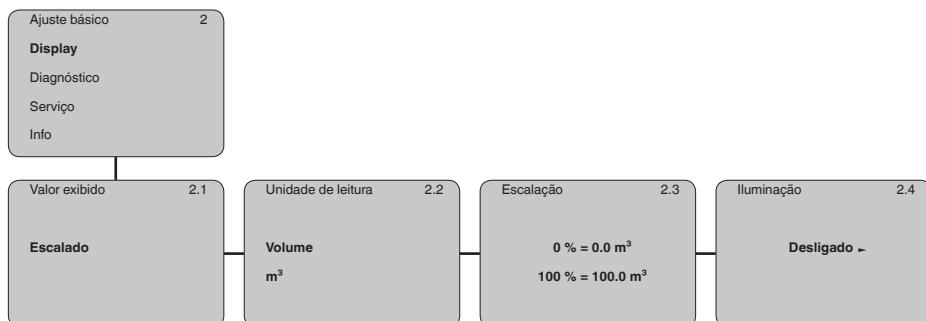 Ajuste básico 2
Display
Diagnóstico
Serviço
Info
Valor exibido 2.1
Escalado
Unidade de leitura 2.2
Volume
m³
Escalação 2.3
0 % = 0.0 m³
100 % = 100.0 m³
Iluminação 2.4
Desligado ►